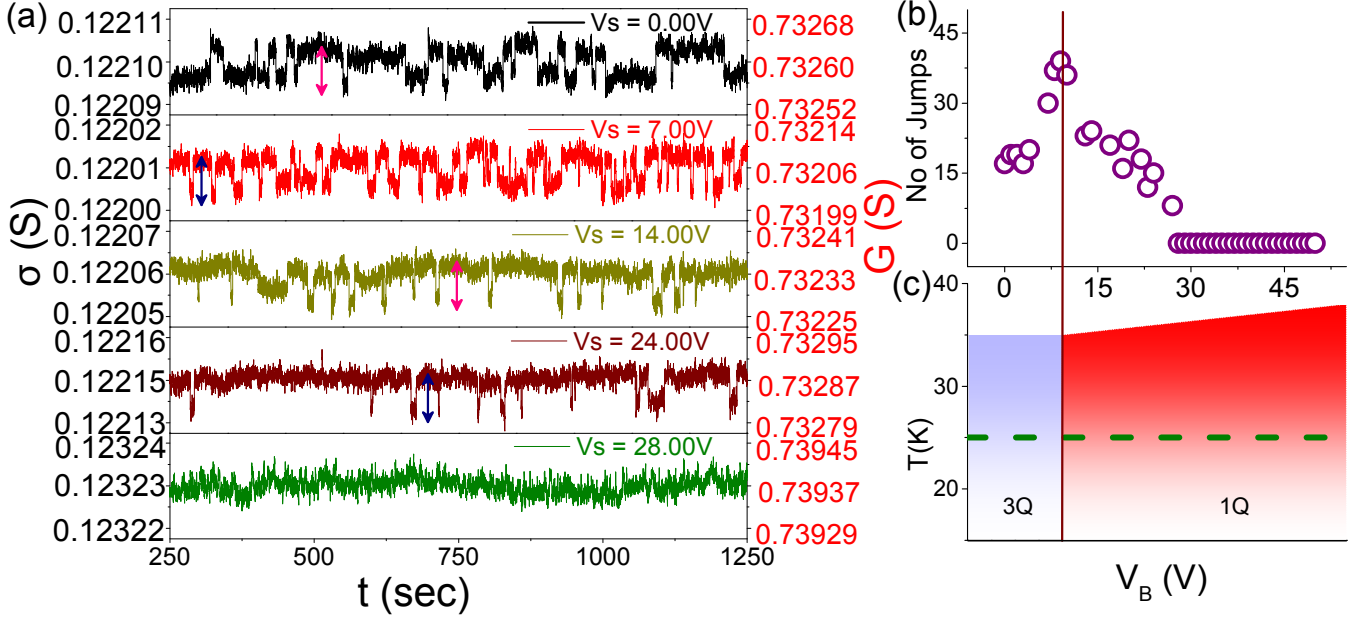 (a)
0.12211
0.12210
0.12209
Vs = 0.00V
0.73268
0.73260
0.73252
0.12202
0.12201
0.12200
Vs = 7.00V
0.73214
0.73206
0.73199
0.12207
0.12206
0.12205
Vs = 14.00V
0.73241
0.73233
0.73225
0.12216
0.12215
0.12213
Vs = 24.00V
0.73295
0.73287
0.73279
0.12324
0.12323
0.12322
Vs = 28.00V
0.73945
0.73937
0.73929
σ (S)
G (S)
250 500 750 1000 1250
t (sec)
(b)
No of Jumps
45
30
15
0
0 15 30 45
(c)
T(K)
40
30
20
3Q
1Q
V_B (V)